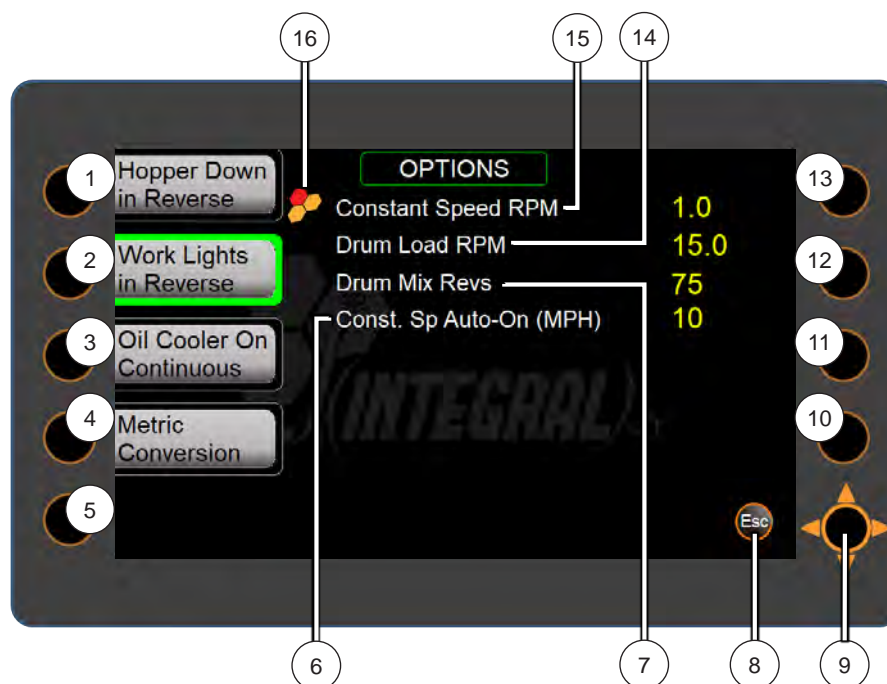 16
15
14
OPTIONS
1
Hopper Down
in Reverse
13
Constant Speed RPM
1.0
2
Work Lights
in Reverse
12
Drum Load RPM
15.0
Drum Mix Revs
75
3
Oil Cooler On
Continuous
11
Const. Sp Auto-On (MPH)
10
4
Metric
Conversion
10
INTEGRAL
5
Esc
6
7
8
9